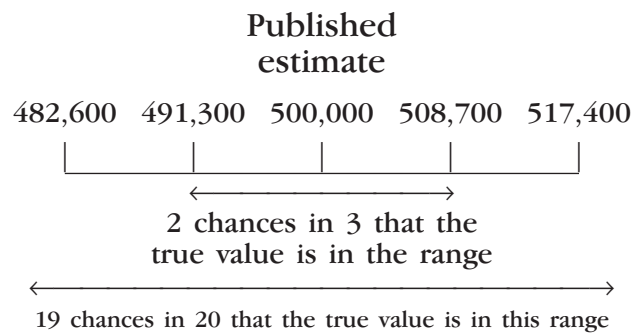 Published
estimate
482,600 491,300 500,000 508,700 517,400
2 chances in 3 that the
true value is in the range
19 chances in 20 that the true value is in this range